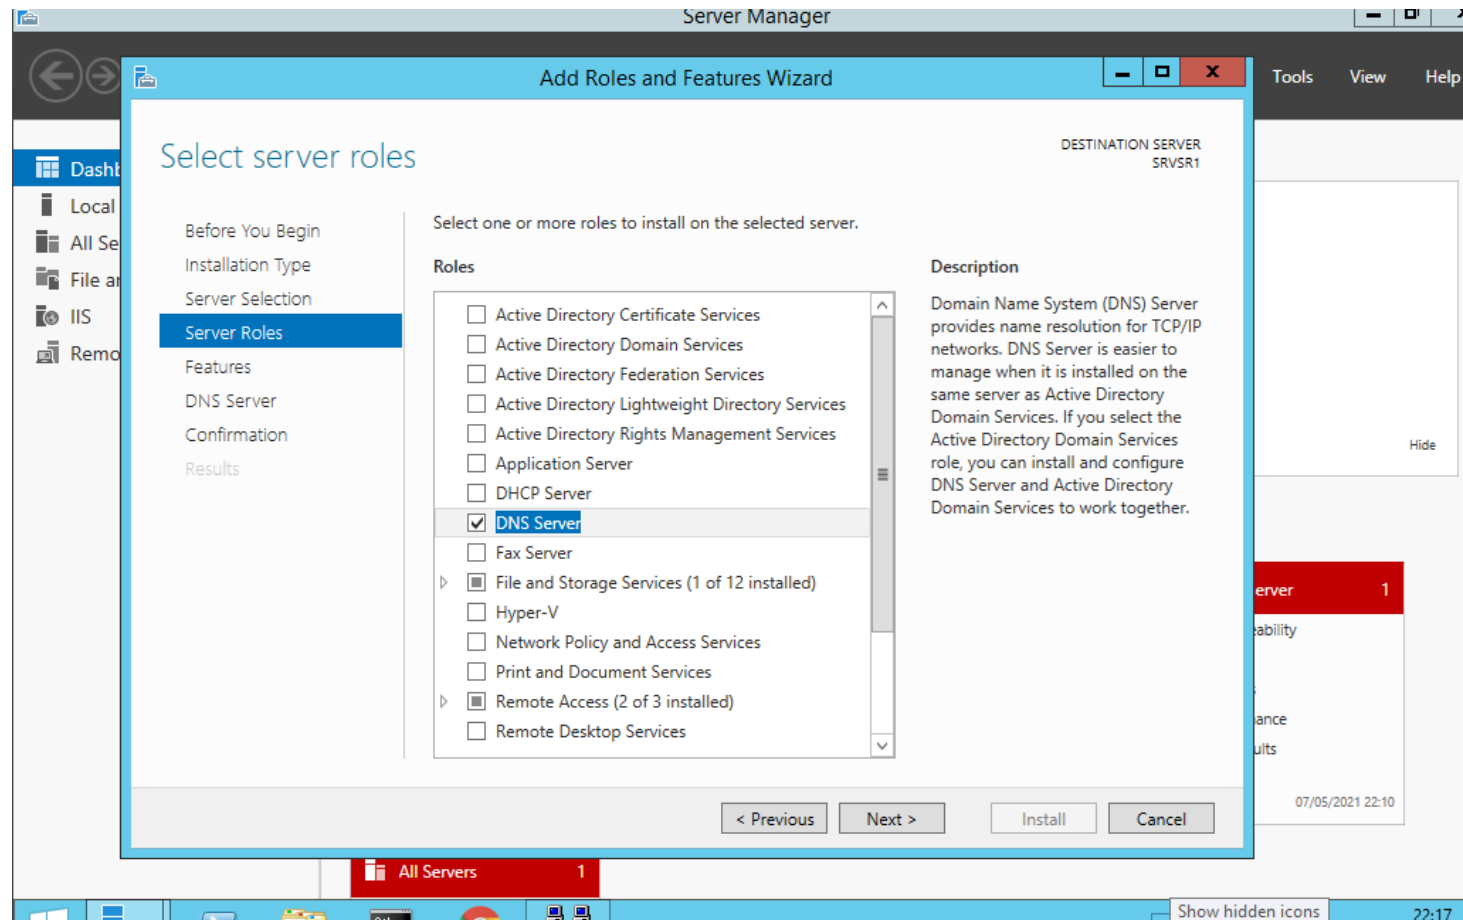 Server Manager
Add Roles and Features Wizard
Tools View Help
Select server roles
DESTINATION SERVER
SRVSR1
Dashb
Local
All Se
File an
IIS
Remo
Before You Begin
Installation Type
Server Selection
Server Roles
Features
DNS Server
Confirmation
Results
Select one or more roles to install on the selected server.
Roles
Active Directory Certificate Services
Active Directory Domain Services
Active Directory Federation Services
Active Directory Lightweight Directory Services
Active Directory Rights Management Services
Application Server
DHCP Server
DNS Server
Fax Server
File and Storage Services (1 of 12 installed)
Hyper-V
Network Policy and Access Services
Print and Document Services
Remote Access (2 of 3 installed)
Remote Desktop Services
Description
Domain Name System (DNS) Server
provides name resolution for TCP/IP
networks. DNS Server is easier to
manage when it is installed on the
same server as Active Directory
Domain Services. If you select the
Active Directory Domain Services
role, you can install and configure
DNS Server and Active Directory
Domain Services to work together.
Hide
erver 1
eability
ance
ults
07/05/2021 22:10
< Previous
Next >
Install
Cancel
All Servers 1
Show hidden icons
22:17